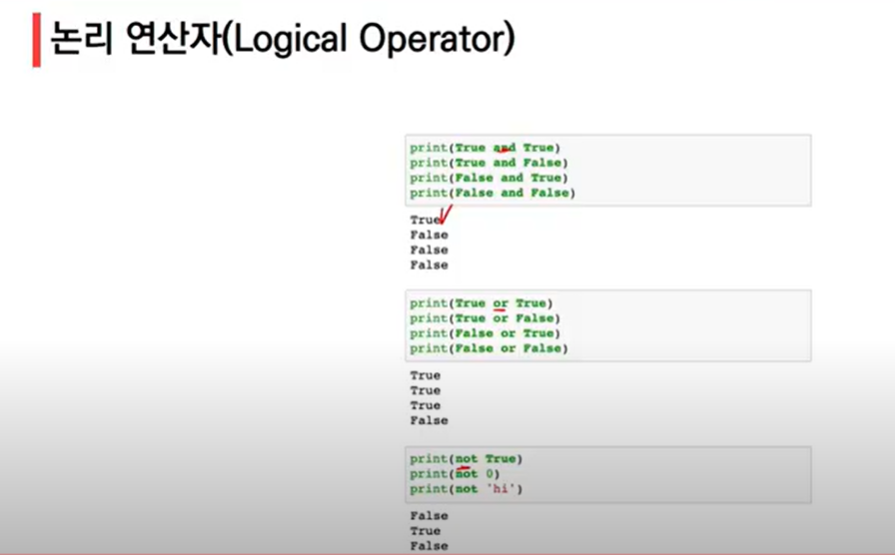 논리 연산자(Logical Operator)
print(True and True)
print(True and False)
print(False and True)
print(False and False)
True
False
False
False
print(True or True)
print(True or False)
print(False or True)
print(False or False)
True
True
True
False
print(not True)
print(not 0)
print(not 'hi')
False
True
False